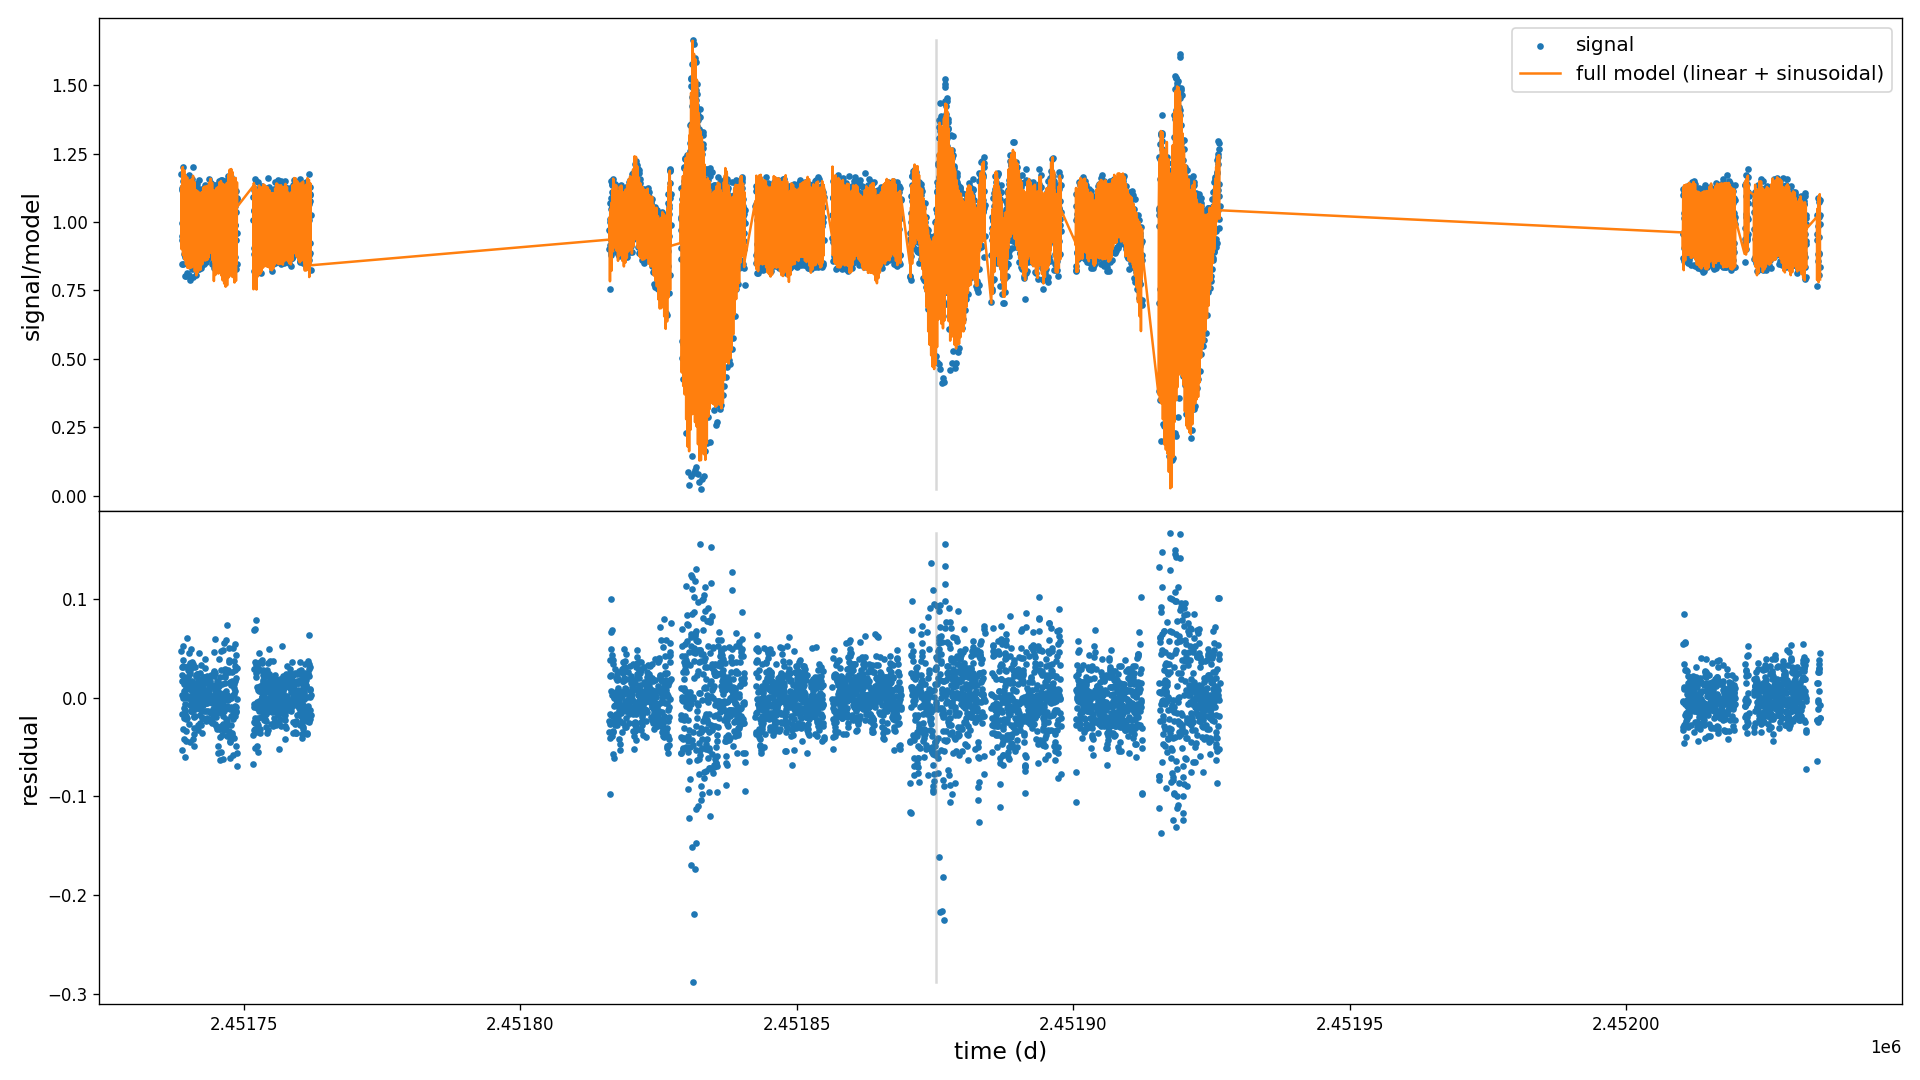 signal
full model (linear + sinusoidal)
1.50
1.25
1.00
0.75
0.50
0.25
0.00
signal/model
0.1
0.0
−0.1
−0.2
−0.3
residual
2.45175 2.45180 2.45185 2.45190 2.45195 2.45200
1e6
time (d)